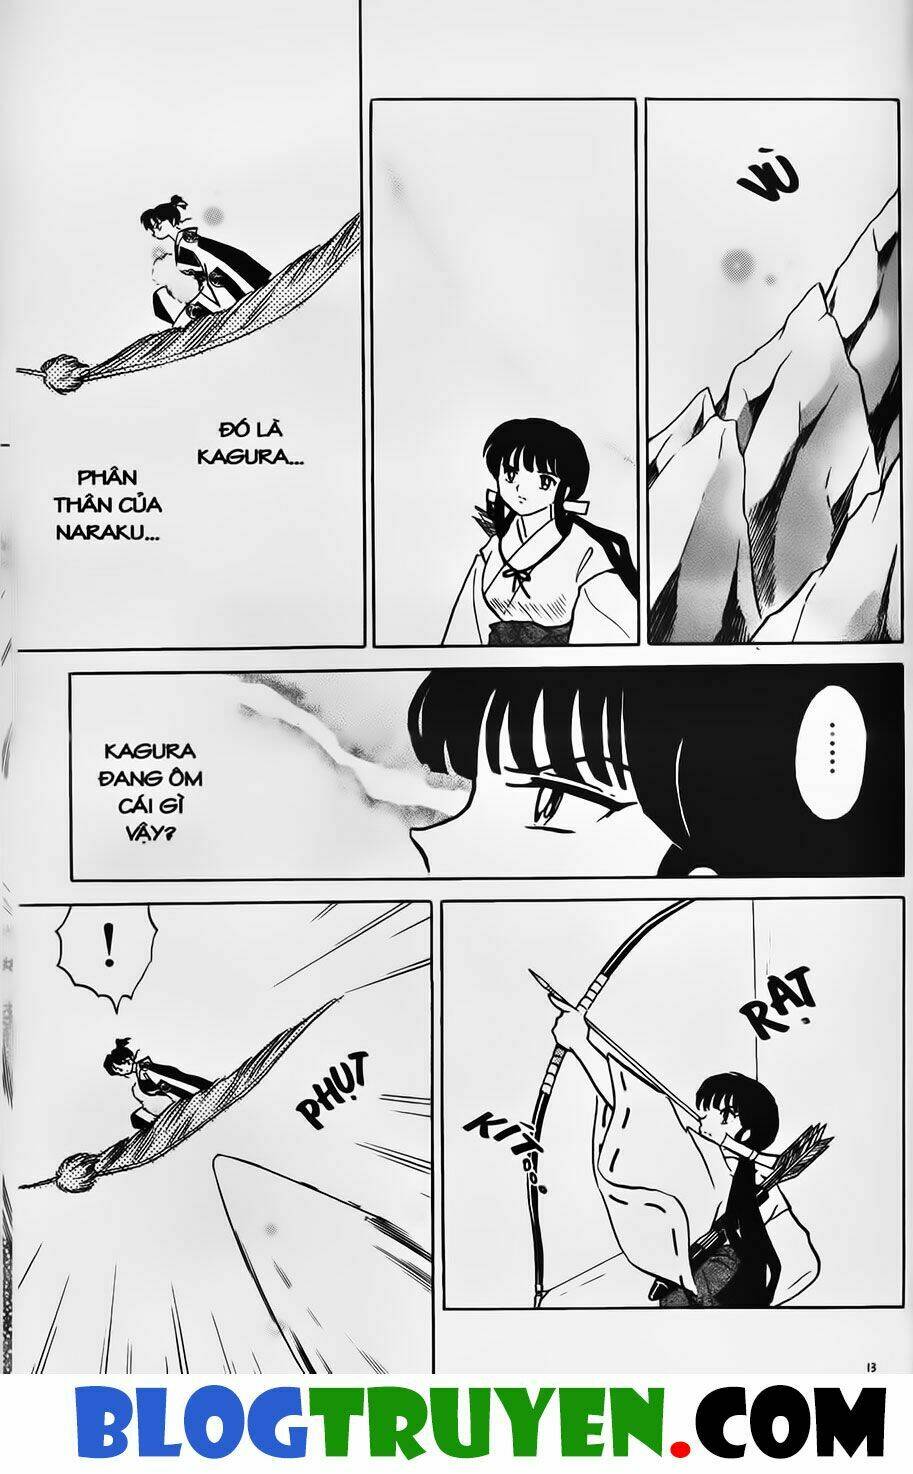 VÙ
ĐÓ LÀ
KAGURA...
PHÂN
THÂN CỦA
NARAKU...
........
KAGURA
ĐANG ÔM
CÁI GÌ
VẬY?
RẠT
KÍT...
!
PHỤT
13
BLOGTRUYEN.COM